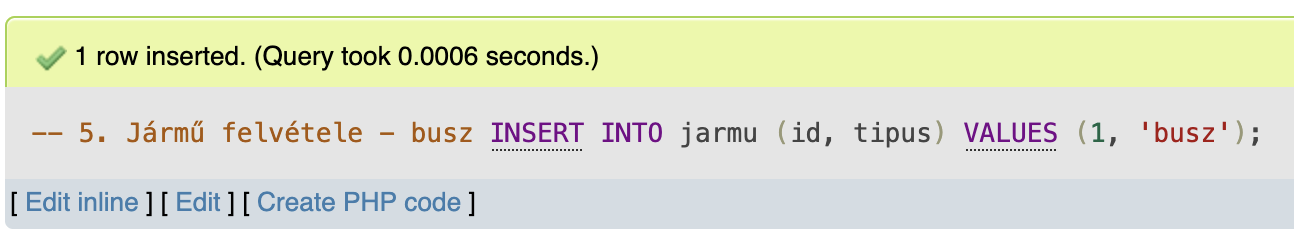 1 row inserted. (Query took 0.0006 seconds.)
-- 5. Jármű felvétele - busz INSERT INTO jarmu (id, tipus) VALUES (1, 'busz');
[ Edit inline ] [ Edit ] [ Create PHP code ]